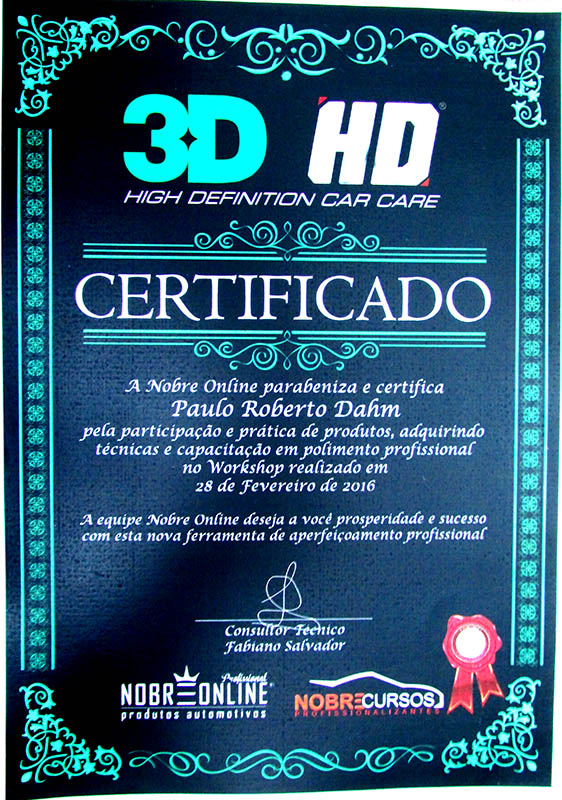 3D HD®
HIGH DEFINITION CAR CARE
CERTIFICADO
A Nobre Online parabeniza e certifica
Paulo Roberto Dahm
pela participação e prática de produtos, adquirindo
técnicas e capacitação em polimento profissional
no Workshop realizado em
28 de Fevereiro de 2016
A equipe Nobre Online deseja a você prosperidade e sucesso
com esta nova ferramenta de aperfeiçoamento profissional
Consultor Técnico
Fabiano Salvador
Profissional
NOBREONLINE®
produtos automotivos
NOBRECURSOS
PROFISSIONALIZANTES